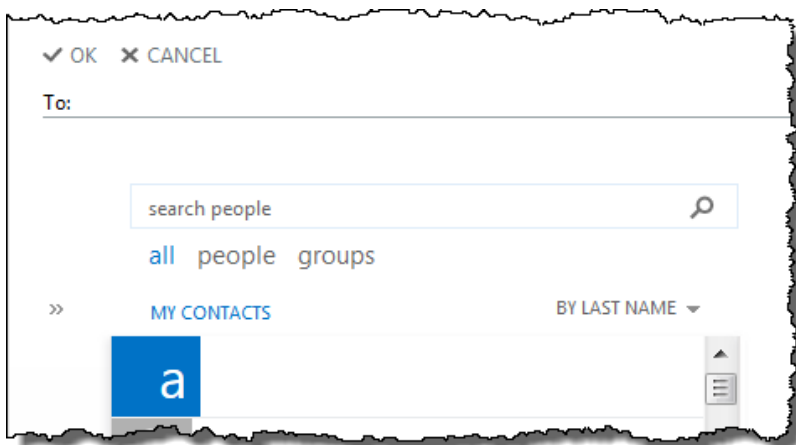 OK CANCEL
To:
search people
all people groups
» MY CONTACTS BY LAST NAME
a